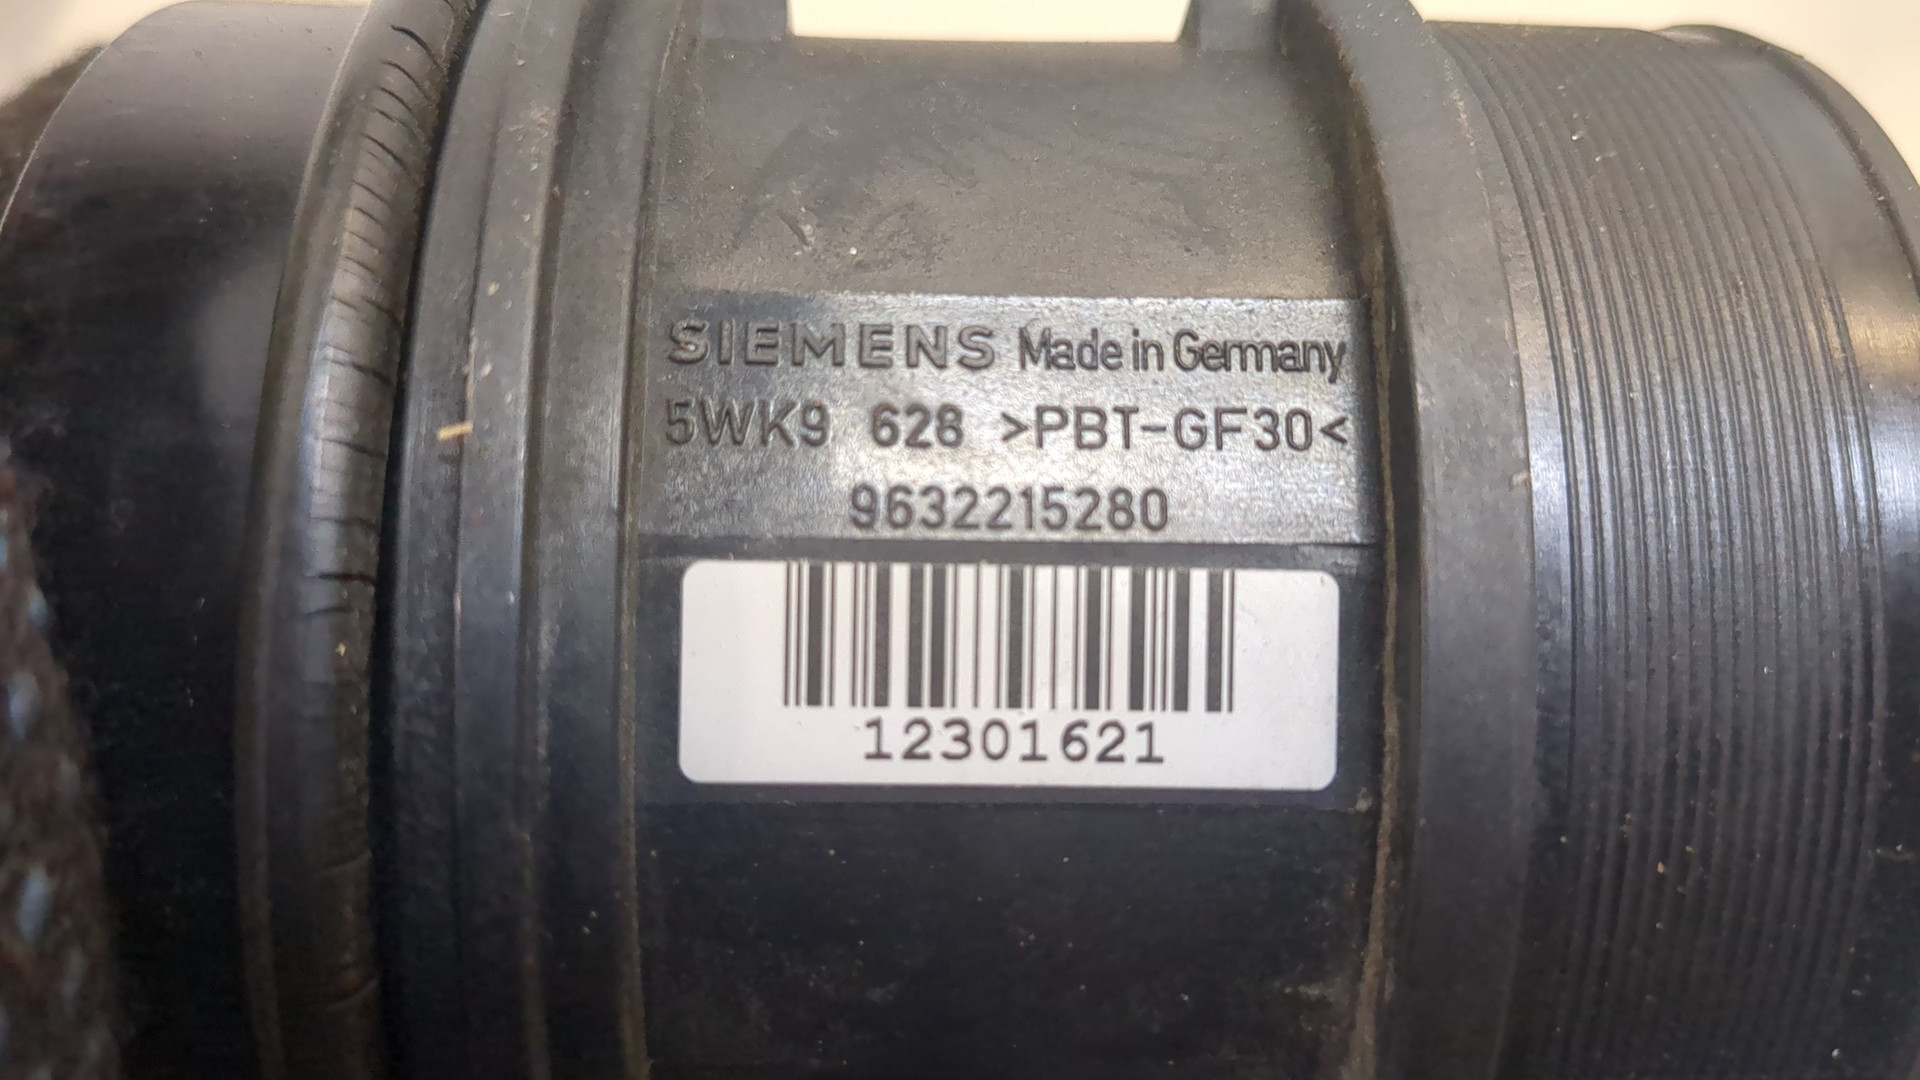 SIEMENS Made in Germany
5WK9 628 >PBT-GF30<
9632215280
12301621